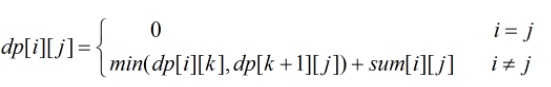 dp[i][j] = { 0 i = j
min(dp[i][k], dp[k + 1][j]) + sum[i][j] i ≠ j